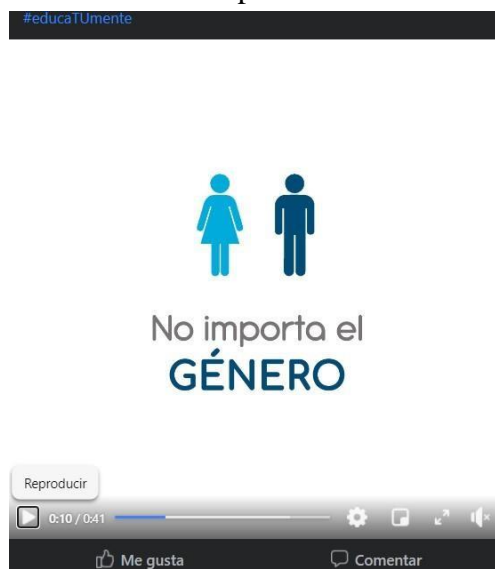 #educaTUmente
No importa el
GÉNERO
Reproducir
0:10 / 0:41
Me gusta Comentar